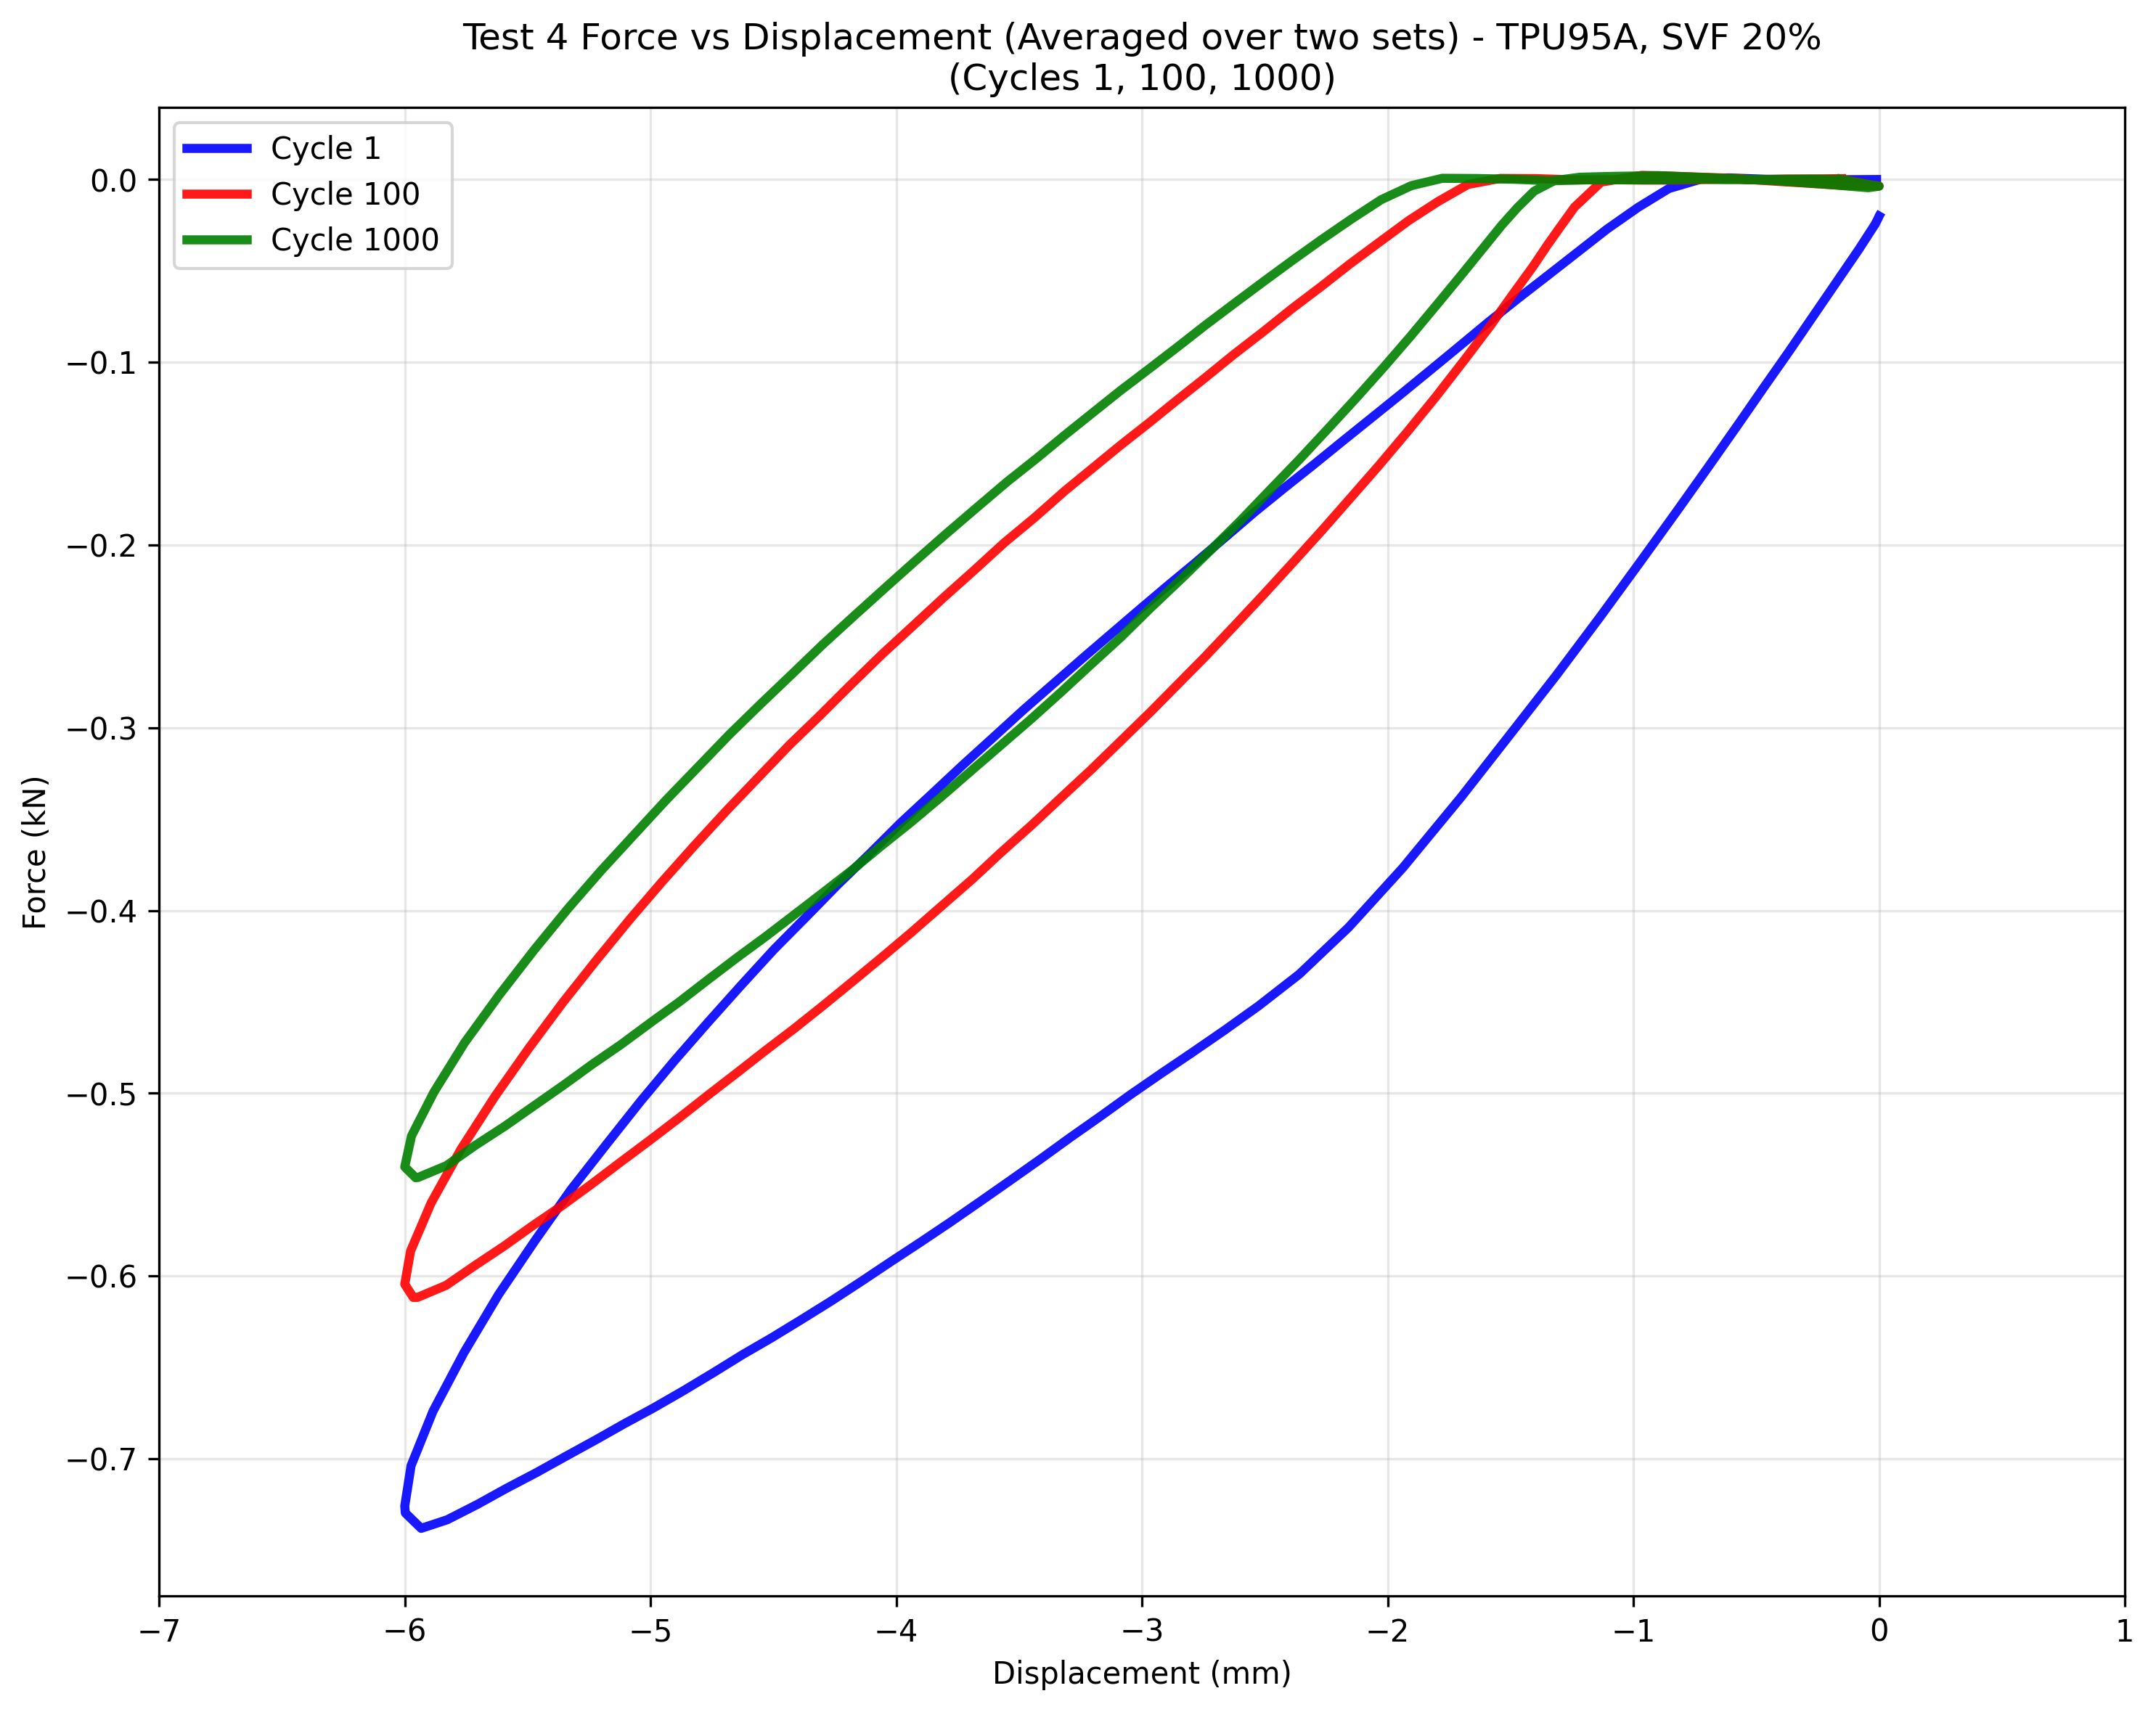 Test 4 Force vs Displacement (Averaged over two sets) - TPU95A, SVF 20%
(Cycles 1, 100, 1000)
Cycle 1
Cycle 100
Cycle 1000
0.0
−0.1
−0.2
−0.3
−0.4
−0.5
−0.6
−0.7
Force (kN)
−7 −6 −5 −4 −3 −2 −1 0 1
Displacement (mm)